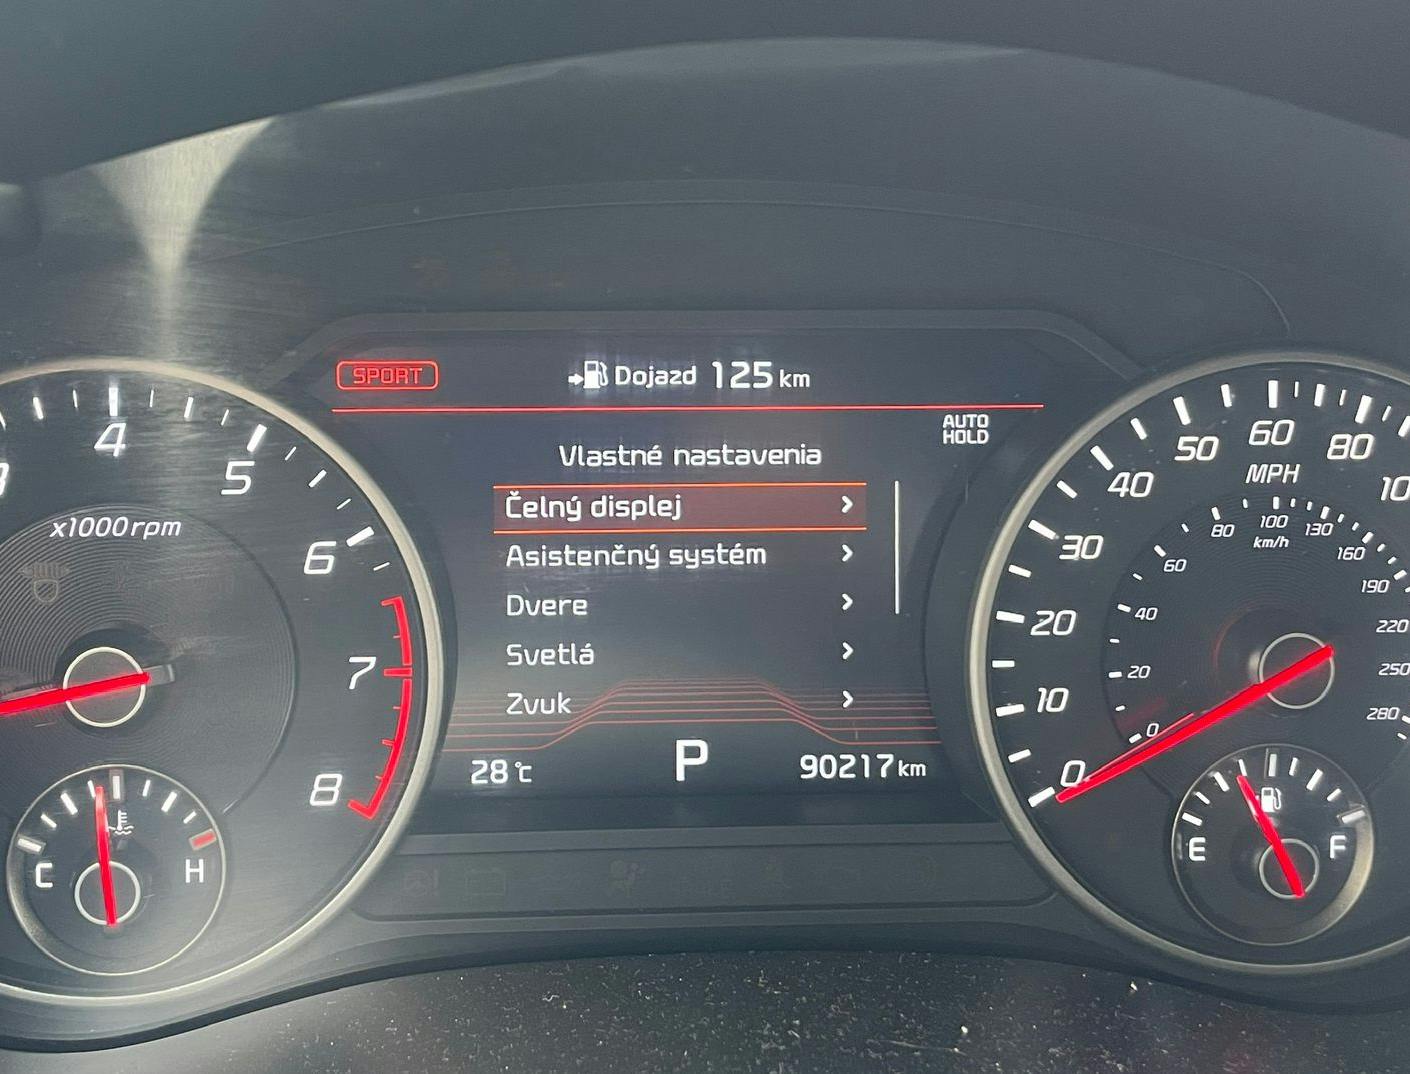 SPORT
Dojazd 125 km
AUTO
HOLD
Vlastné nastavenia
Čelný displej
Asistenčný systém
Dvere
Svetlá
Zvuk
28 °C
P
90217 km
4
5
6
7
8
x1000rpm
C
H
0
10
20
30
40
50
60
80
MPH
0
20
40
60
80
100
130
160
190
220
250
280
km/h
E
F